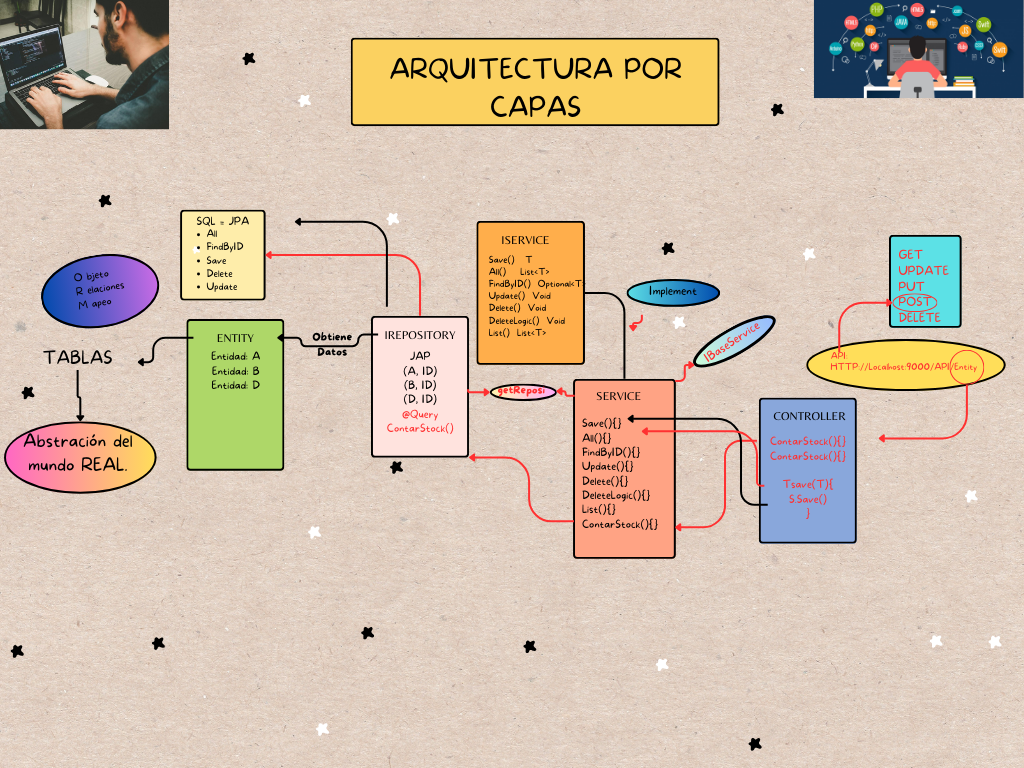 ARQUITECTURA POR
CAPAS
SQL = JPA
All
FindByID
Save
Delete
Update
O bjeto
R elaciones
M apeo
TABLAS
Abstración del
mundo REAL.
ENTITY
Entidad: A
Entidad: B
Entidad: D
Obtiene
Datos
IREPOSITORY
JAP
(A, ID)
(B, ID)
(D, ID)
@Query
ContarStock()
ISERVICE
Save() T
All() List<T>
FindByID() Optional<T
Update() Void
Delete() Void
DeleteLogic() Void
List() List<T>
Implement
IBaseService
getReposi
SERVICE
Save(){}
All(){}
FindByID(){}
Update(){}
Delete(){}
DeleteLogic(){}
List(){}
ContarStock(){}
CONTROLLER
ContarStock(){}
ContarStock(){}
Tsave(T){
S.Save()
}
GET
UPDATE
PUT
POST
DELETE
API
HTTP://Localhost:9000/API/Entity